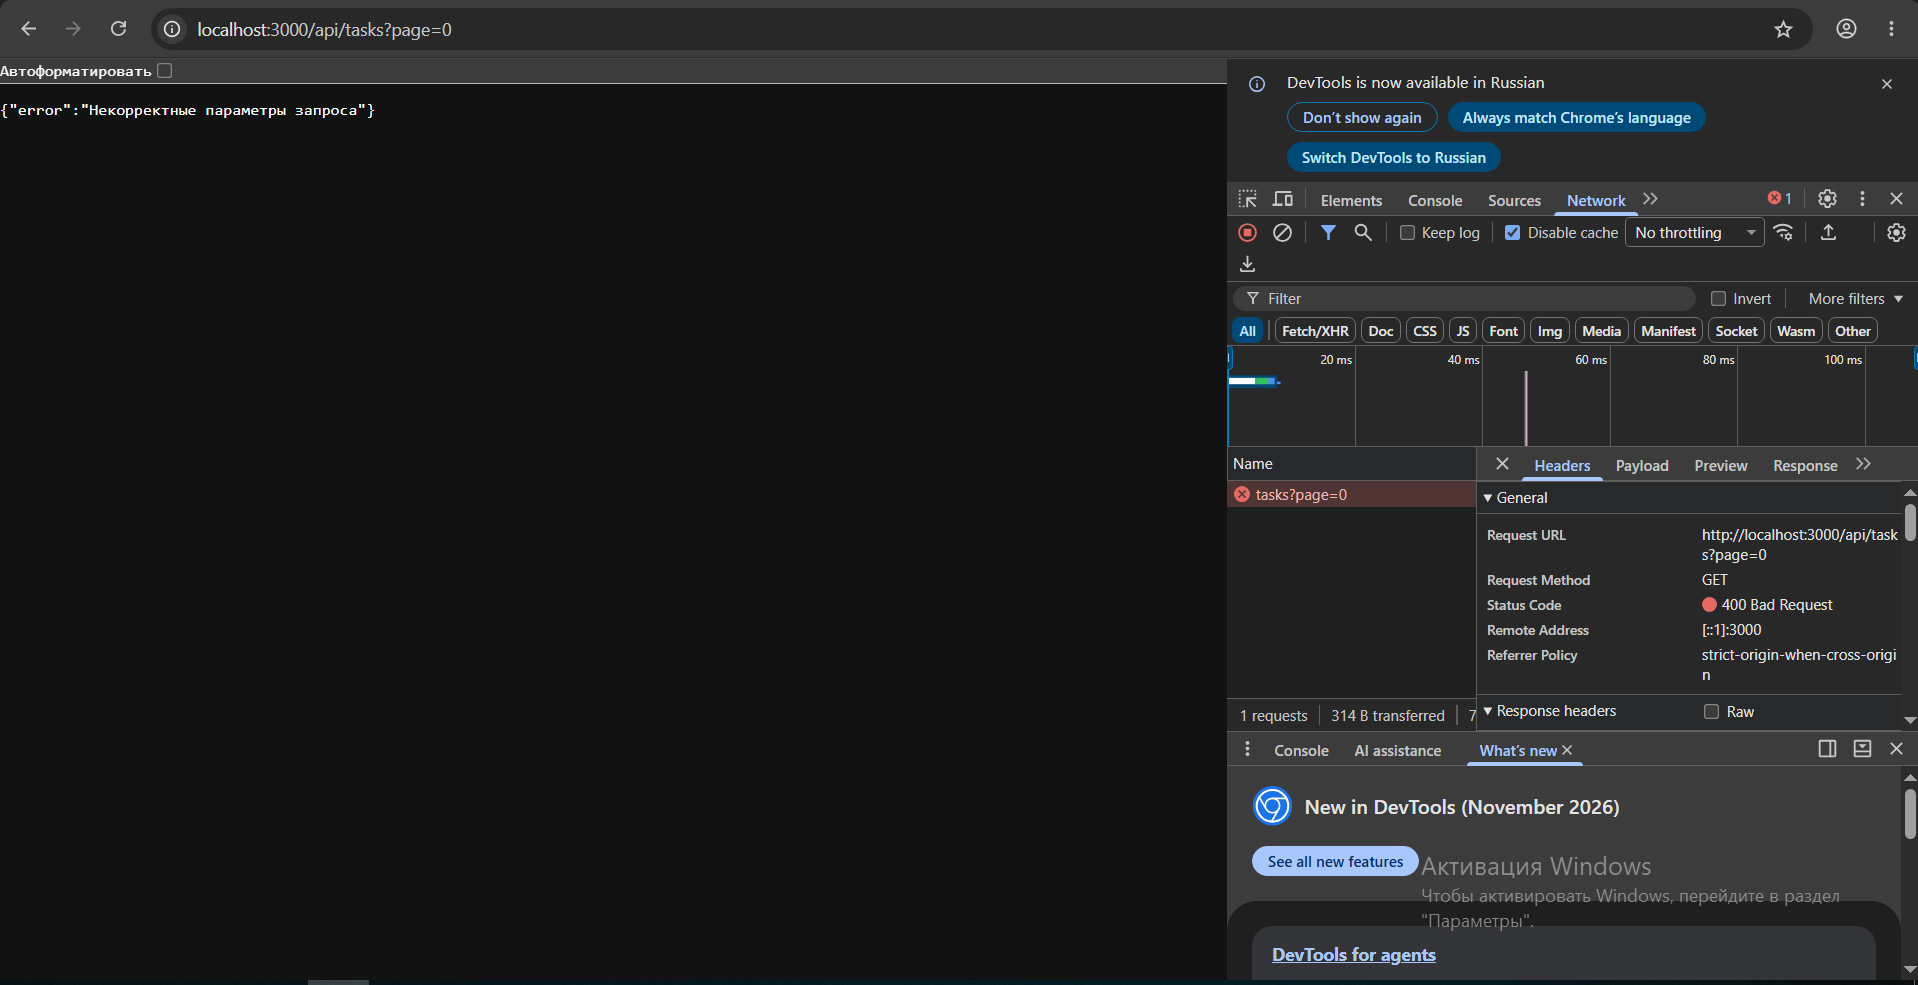 localhost:3000/api/tasks?page=0
Автоформатировать
{"error":"Некорректные параметры запроса"}
DevTools is now available in Russian
Don't show again
Always match Chrome's language
Switch DevTools to Russian
Elements Console Sources Network 1
Keep log Disable cache No throttling
Filter Invert More filters
All Fetch/XHR Doc CSS JS Font Img Media Manifest Socket Wasm Other
20 ms 40 ms 60 ms 80 ms 100 ms
Name
tasks?page=0
Headers Payload Preview Response
General
Request URL http://localhost:3000/api/task
s?page=0
Request Method GET
Status Code 400 Bad Request
Remote Address [::1]:3000
Referrer Policy strict-origin-when-cross-origi
n
Response headers Raw
1 requests 314 B transferred 7
Console AI assistance What's new
New in DevTools (November 2026)
See all new features
Активация Windows
Чтобы активировать Windows, перейдите в раздел
"Параметры".
DevTools for agents